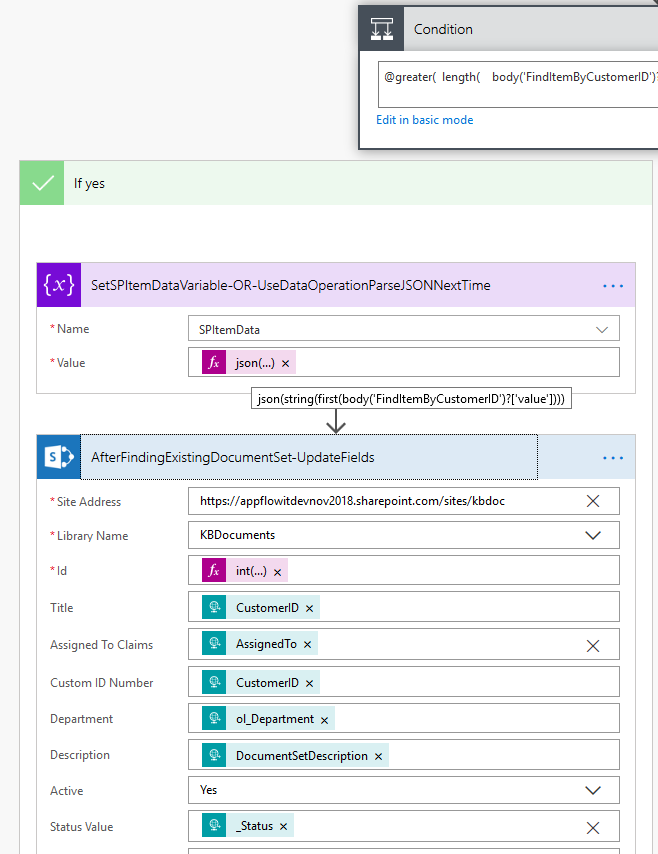 Condition
@greater( length( body('FindItemByCustomerID')?
Edit in basic mode
If yes
{x} SetSPItemDataVariable-OR-UseDataOperationParseJSONNextTime ...
* Name SPItemData
* Value fx json(...) ×
json(string(first(body('FindItemByCustomerID')?['value'])))
S AfterFindingExistingDocumentSet-UpdateFields ...
* Site Address https://appflowitdevnov2018.sharepoint.com/sites/kbdoc
* Library Name KBDocuments
* Id fx int(...) ×
Title CustomerID ×
Assigned To Claims AssignedTo ×
Custom ID Number CustomerID ×
Department ol_Department ×
Description DocumentSetDescription ×
Active Yes
Status Value _Status ×